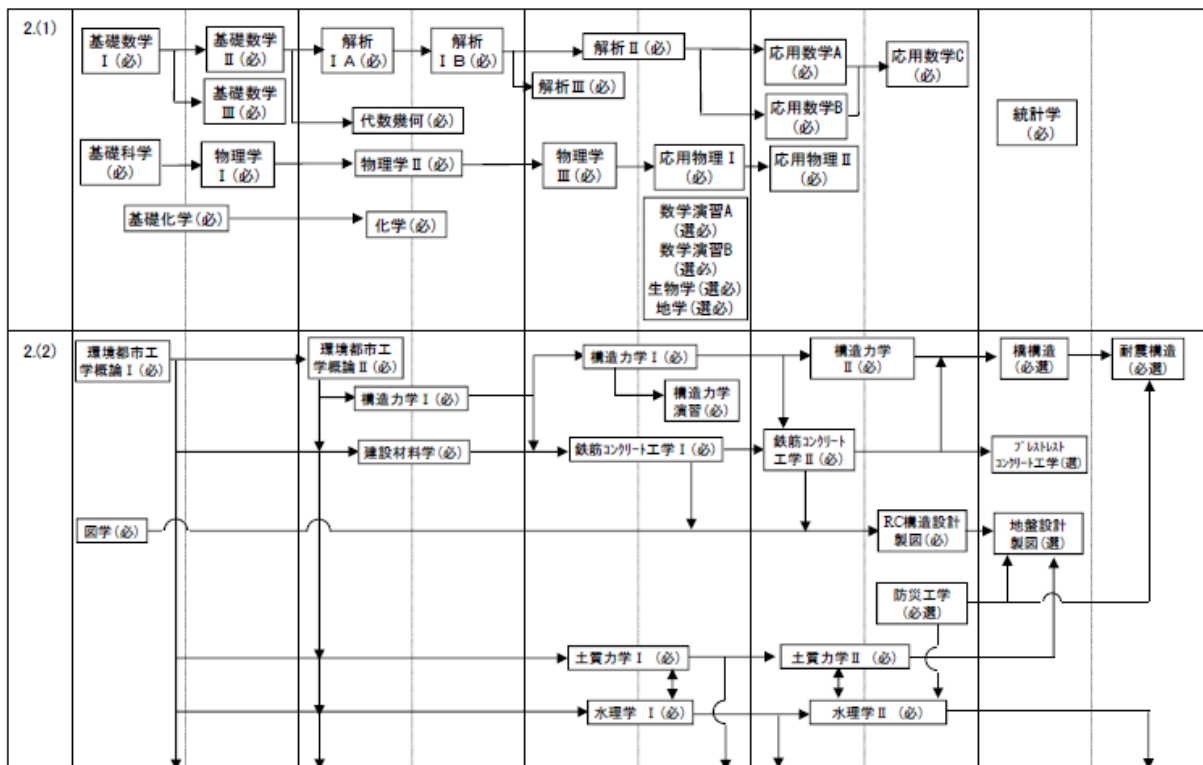 2.(1)
基礎数学
Ⅰ(必)
基礎数学
Ⅱ(必)
解析
ⅠA(必)
解析
ⅠB(必)
解析Ⅱ(必)
応用数学A
(必)
応用数学C
(必)
基礎数学
Ⅲ(必)
解析Ⅲ(必)
代数幾何(必)
応用数学B
(必)
統計学
(必)
基礎科学
(必)
物理学
Ⅰ(必)
物理学Ⅱ(必)
物理学
Ⅲ(必)
応用物理Ⅰ
(必)
応用物理Ⅱ
(必)
基礎化学(必)
化学(必)
数学演習A
(選必)
数学演習B
(選必)
生物学(選必)
地学(選必)
2.(2)
環境都市工
学概論Ⅰ(必)
環境都市工
学概論Ⅱ(必)
構造力学Ⅰ(必)
構造力学
Ⅱ(必)
橋構造
(必選)
耐震構造
(必選)
構造力学Ⅰ(必)
構造力学
演習(必)
建設材料学(必)
鉄筋コンクリート工学Ⅰ(必)
鉄筋コンクリート
工学Ⅱ(必)
プレストレスト
コンクリート工学(選)
図学(必)
RC構造設計
製図(必)
地盤設計
製図(選)
防災工学
(必選)
土質力学Ⅰ (必)
土質力学Ⅱ (必)
水理学 Ⅰ(必)
水理学Ⅱ (必)